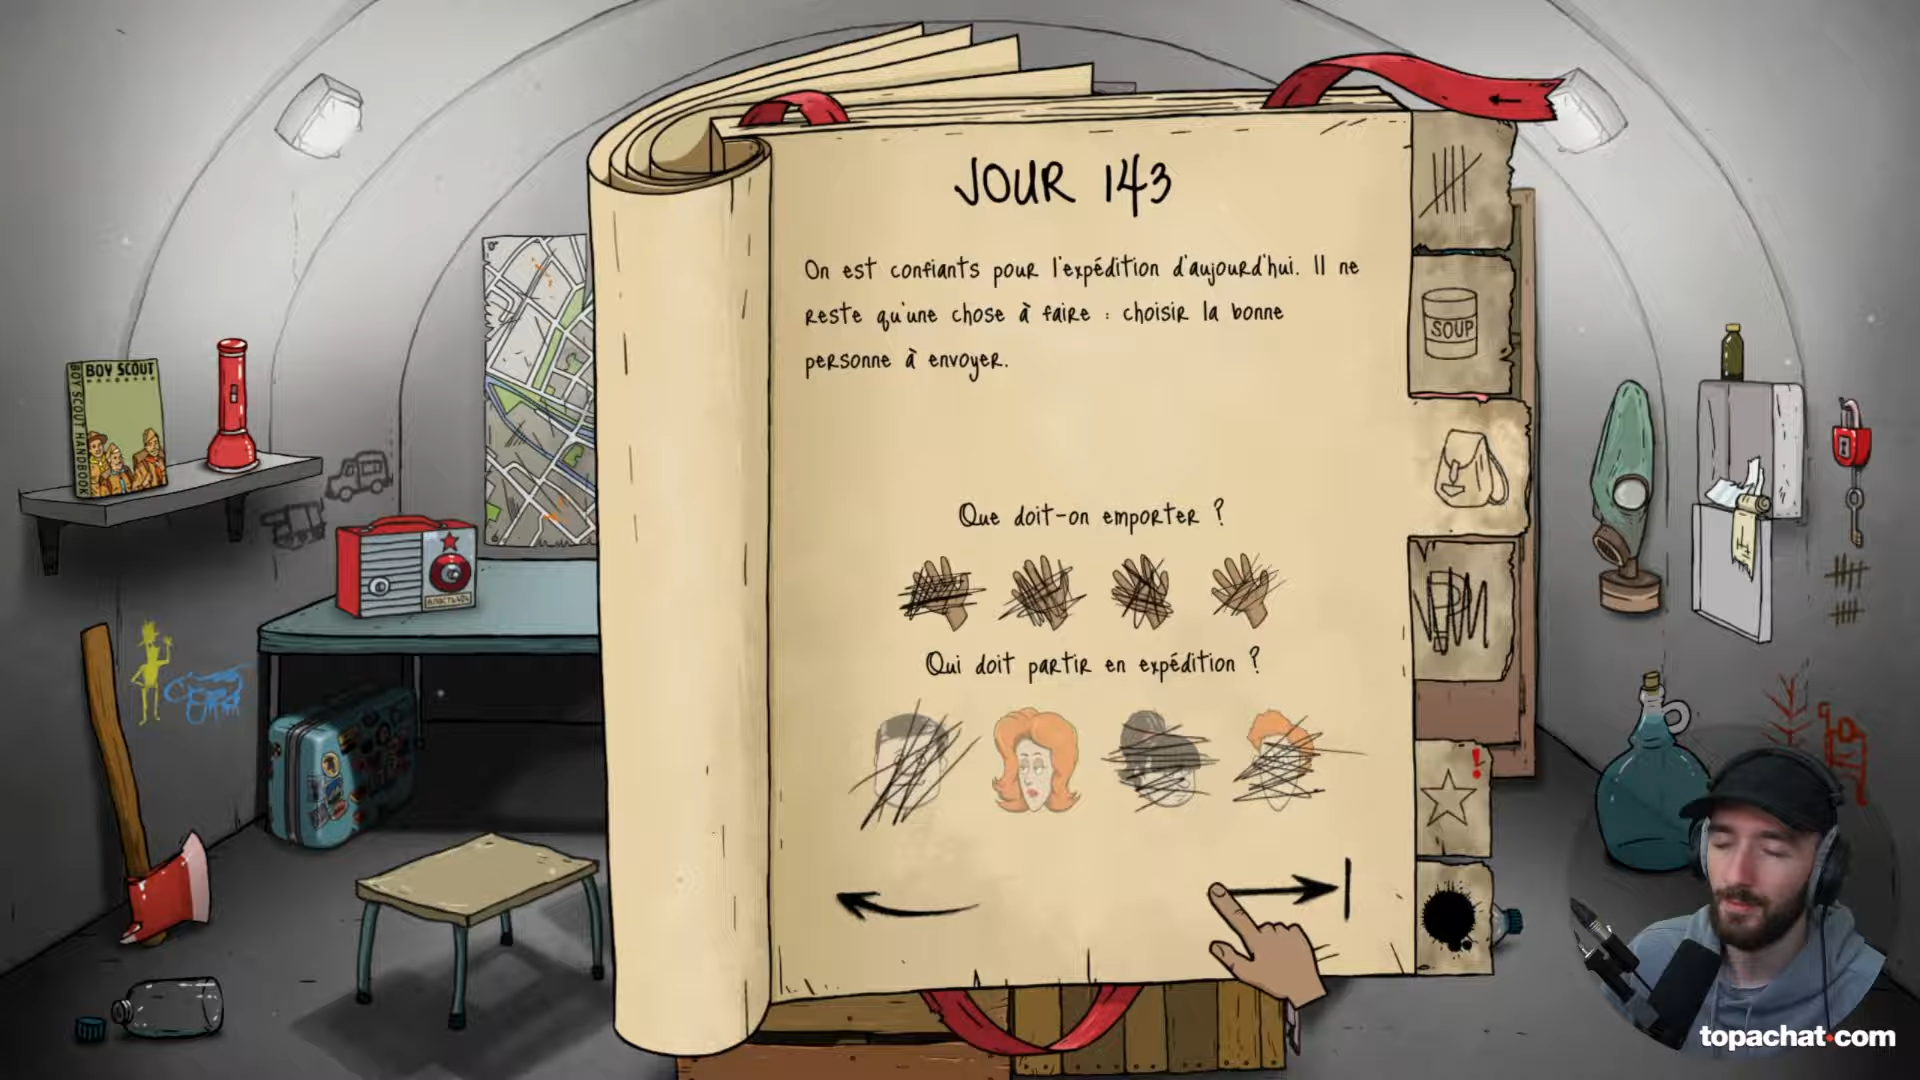 JOUR 143
On est confiants pour l'expédition d'aujourd'hui. Il ne
reste qu'une chose à faire : choisir la bonne
personne à envoyer.
Que doit-on emporter ?
Qui doit partir en expédition ?
SOUP
BOY SCOUT
HANDBOOK
BOY SCOUT HANDBOOK
topachat.com